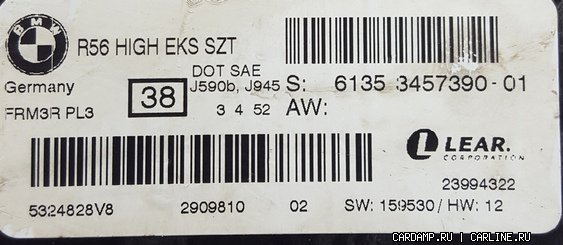 BMW
R56 HIGH EKS SZT
DOT SAE
J590b, J945
S: 6135 3457390-01
Germany
38
FRM3R PL3
3 4 52
AW:
LEAR.
CORPORATION
23994322
5324828V8
2909810
02
SW: 159530/HW: 12
CARDAMP.RU | CARLINE.RU